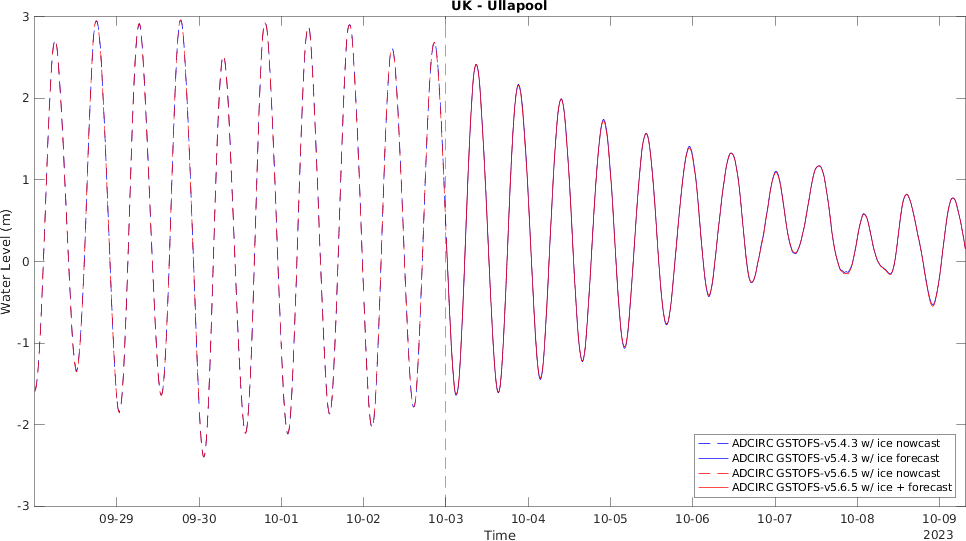 UK - Ullapool
3
2
1
0
-1
-2
-3
Water Level (m)
09-29 09-30 10-01 10-02 10-03 10-04 10-05 10-06 10-07 10-08 10-09
Time 2023
ADCIRC GSTOFS-v5.4.3 w/ ice nowcast
ADCIRC GSTOFS-v5.4.3 w/ ice forecast
ADCIRC GSTOFS-v5.6.5 w/ ice nowcast
ADCIRC GSTOFS-v5.6.5 w/ ice + forecast